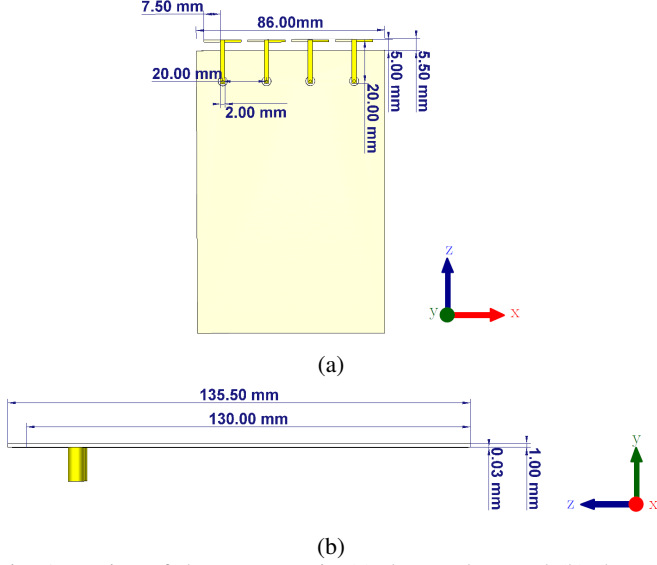 7.50 mm
86.00mm
5.00 mm
5.50 mm
20.00 mm
20.00 mm
2.00 mm
z
y
x
(a)
135.50 mm
130.00 mm
0.03 mm
1.00 mm
y
z
x
(b)